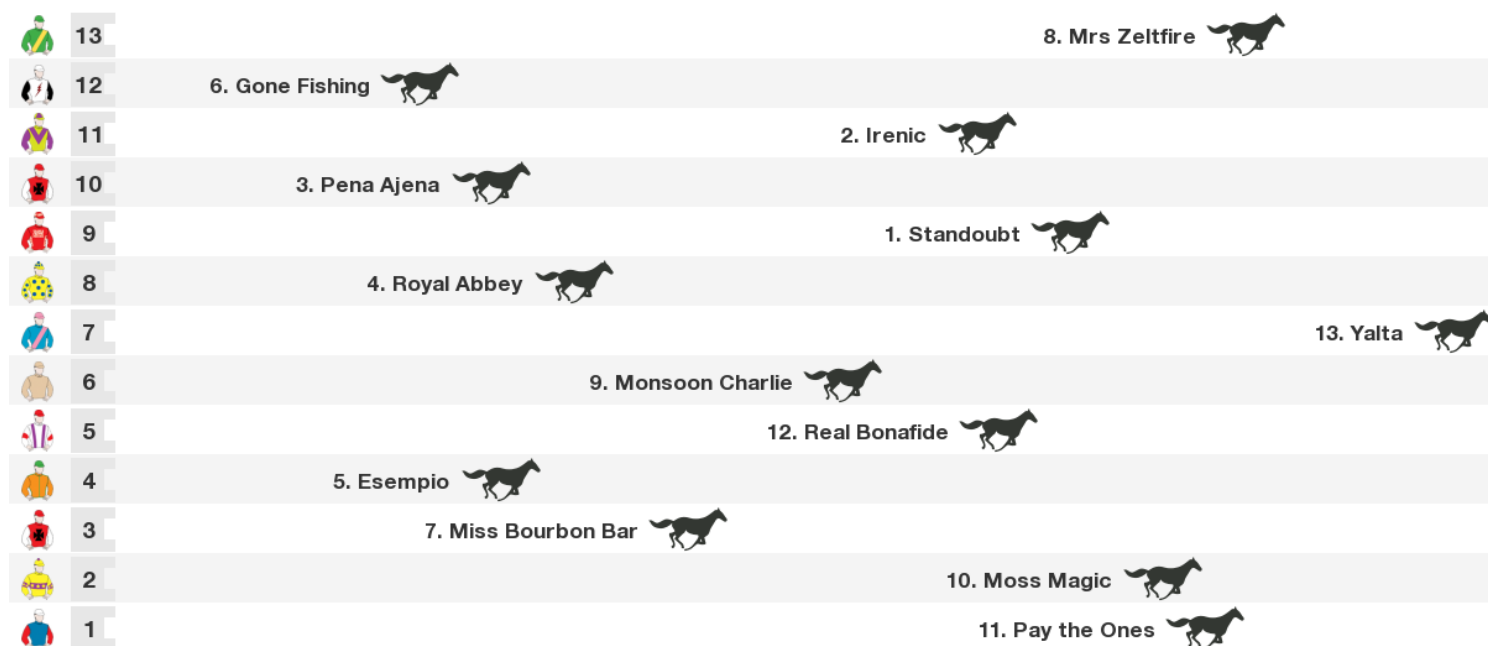 13 8. Mrs Zeltfire
12 6. Gone Fishing
11 2. Irenic
10 3. Pena Ajena
9 1. Standoubt
8 4. Royal Abbey
7 13. Yalta
6 9. Monsoon Charlie
5 12. Real Bonafide
4 5. Esempio
3 7. Miss Bourbon Bar
2 10. Moss Magic
1 11. Pay the Ones